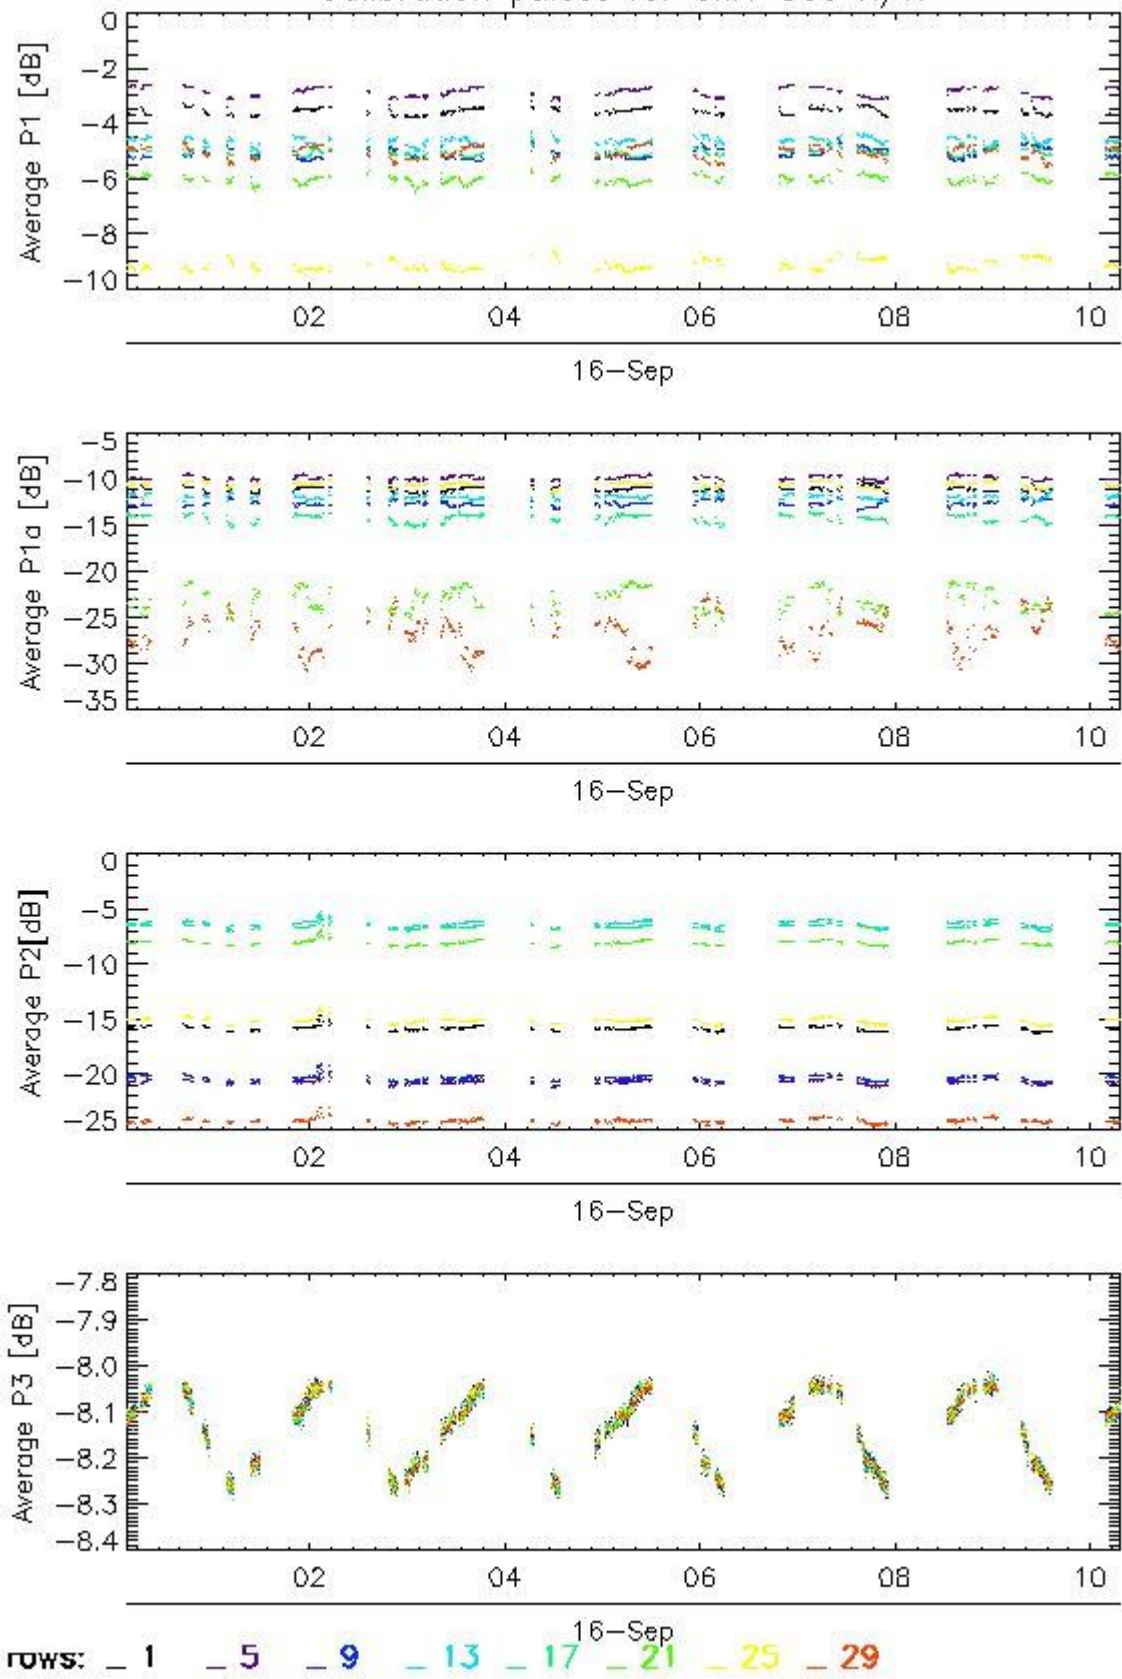 0
-2
-4
-6
-8
-10
Average P1 [dB]
02 04 06 08 10
16-Sep
-5
-10
-15
-20
-25
-30
-35
Average P1a [dB]
02 04 06 08 10
16-Sep
0
-5
-10
-15
-20
-25
Average P2[dB]
02 04 06 08 10
16-Sep
-7.8
-7.9
-8.0
-8.1
-8.2
-8.3
-8.4
Average P3 [dB]
02 04 06 08 10
16-Sep
rows: _ 1 _ 5 _ 9 _ 13 _ 17 _ 21 _ 25 _ 29